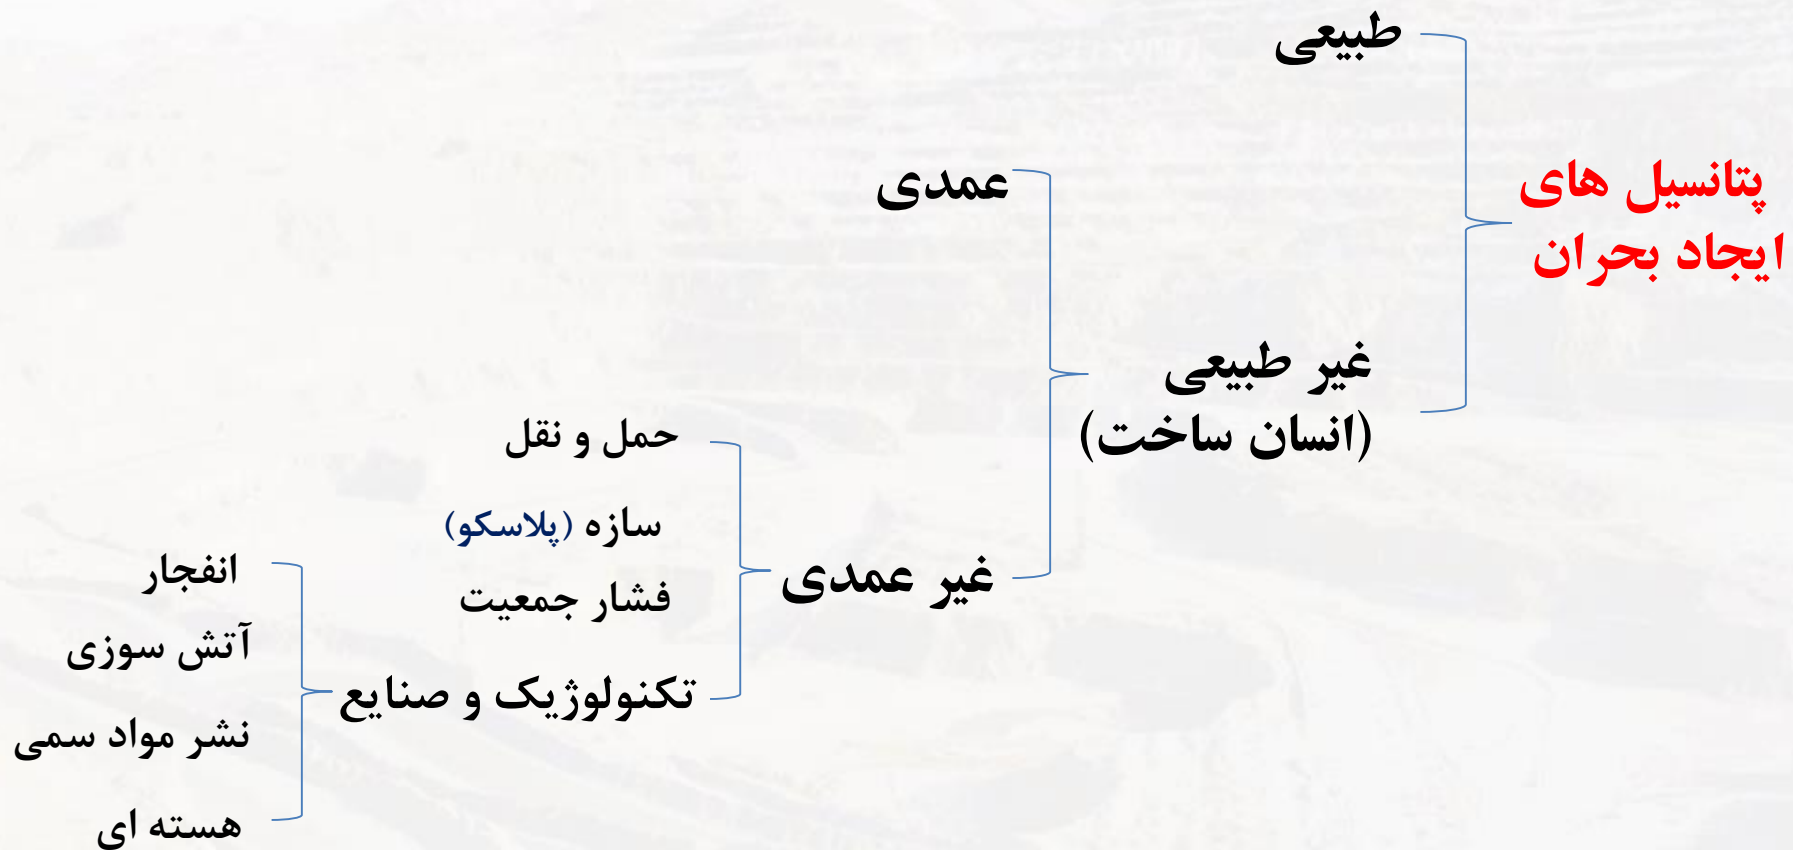 پتانسیل های
ایجاد بحران
طبیعی
غیر طبیعی
(انسان ساخت)
عمدی
غیر عمدی
حمل و نقل
سازه (پلاسکو)
فشار جمعیت
تکنولوژیک و صنایع
انفجار
آتش سوزی
نشر مواد سمی
هسته ای